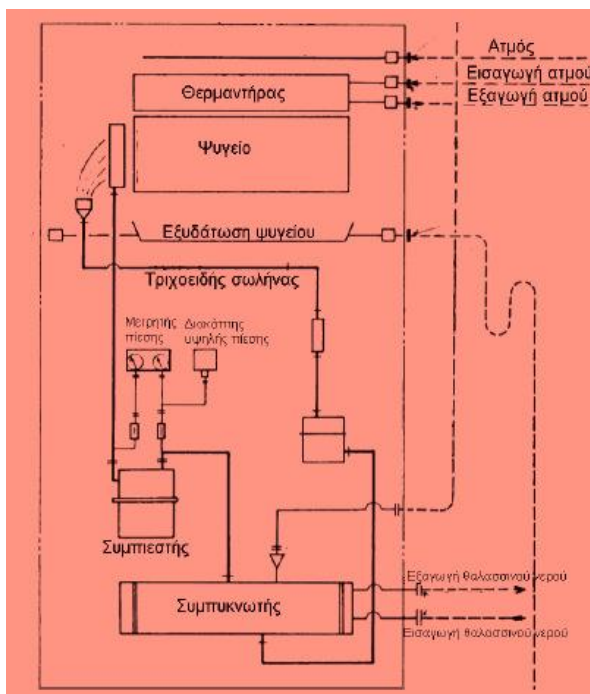 Ατμός
Εισαγωγή ατμού
Εξαγωγή ατμού
Θερμαντήρας
Ψυγείο
Εξυδάτωση ψυγείου
Τριχοειδής σωλήνας
Μετρητής
πίεσης
Διακόπτης
υψηλής πίεσης
Συμπιεστής
Συμπυκνωτής
Εξαγωγή θαλασσινού νερού
Εισαγωγή θαλασσινού νερού